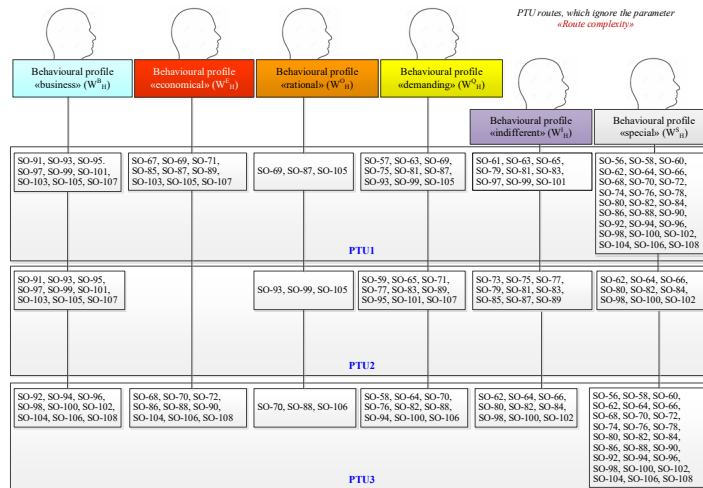 PTU routes, which ignore the parameter
«Route complexity»
Behavioural profile
«business» (W^B_H)
Behavioural profile
«economical» (W^E_H)
Behavioural profile
«rational» (W^O_H)
Behavioural profile
«demanding» (W^Q_H)
Behavioural profile
«indifferent» (W^I_H)
Behavioural profile
«special» (W^S_H)
SO-91, SO-93, SO-95.
SO-97, SO-99, SO-101,
SO-103, SO-105, SO-107
SO-67, SO-69, SO-71,
SO-85, SO-87, SO-89,
SO-103, SO-105, SO-107
SO-69, SO-87, SO-105
SO-57, SO-63, SO-69,
SO-75, SO-81, SO-87,
SO-93, SO-99, SO-105
SO-61, SO-63, SO-65,
SO-79, SO-81, SO-83,
SO-97, SO-99, SO-101
SO-56, SO-58, SO-60,
SO-62, SO-64, SO-66,
SO-68, SO-70, SO-72,
SO-74, SO-76, SO-78,
SO-80, SO-82, SO-84,
SO-86, SO-88, SO-90,
SO-92, SO-94, SO-96,
SO-98, SO-100, SO-102,
SO-104, SO-106, SO-108
PTU1
SO-91, SO-93, SO-95,
SO-97, SO-99, SO-101,
SO-103, SO-105, SO-107
SO-93, SO-99, SO-105
SO-59, SO-65, SO-71,
SO-77, SO-83, SO-89,
SO-95, SO-101, SO-107
SO-73, SO-75, SO-77,
SO-79, SO-81, SO-83,
SO-85, SO-87, SO-89
SO-62, SO-64, SO-66,
SO-80, SO-82, SO-84,
SO-98, SO-100, SO-102
PTU2
SO-92, SO-94, SO-96,
SO-98, SO-100, SO-102,
SO-104, SO-106, SO-108
SO-68, SO-70, SO-72,
SO-86, SO-88, SO-90,
SO-104, SO-106, SO-108
SO-70, SO-88, SO-106
SO-58, SO-64, SO-70,
SO-76, SO-82, SO-88,
SO-94, SO-100, SO-106
SO-62, SO-64, SO-66,
SO-80, SO-82, SO-84,
SO-98, SO-100, SO-102
SO-56, SO-58, SO-60,
SO-62, SO-64, SO-66,
SO-68, SO-70, SO-72,
SO-74, SO-76, SO-78,
SO-80, SO-82, SO-84,
SO-86, SO-88, SO-90,
SO-92, SO-94, SO-96,
SO-98, SO-100, SO-102,
SO-104, SO-106, SO-108
PTU3